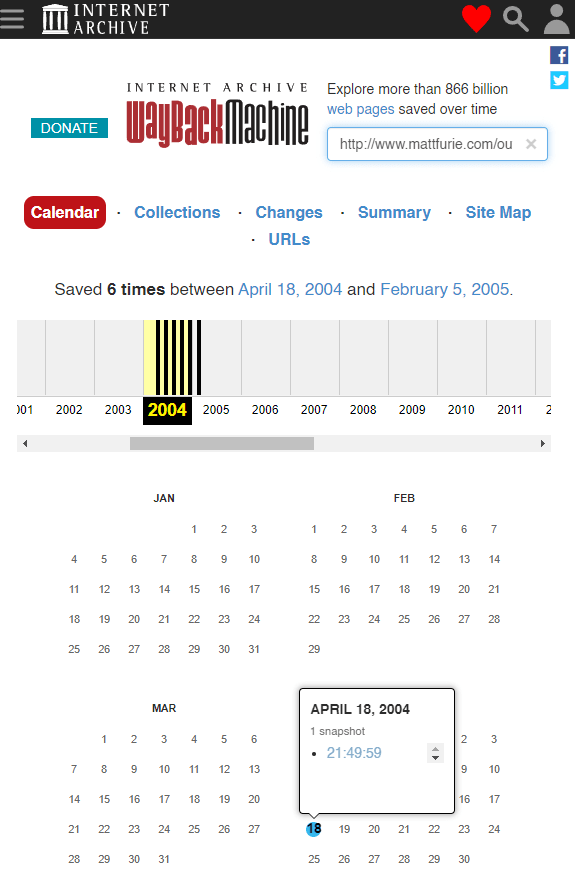 INTERNET
ARCHIVE
INTERNET ARCHIVE
WayBackMachine
DONATE
Explore more than 866 billion
web pages saved over time
http://www.mattfurie.com/ou ×
Calendar · Collections · Changes · Summary · Site Map
· URLs
Saved 6 times between April 18, 2004 and February 5, 2005.
001 2002 2003 2004 2005 2006 2007 2008 2009 2010 2011 2
JAN
1 2 3
4 5 6 7 8 9 10
11 12 13 14 15 16 17
18 19 20 21 22 23 24
25 26 27 28 29 30 31
FEB
1 2 3 4 5 6 7
8 9 10 11 12 13 14
15 16 17 18 19 20 21
22 23 24 25 26 27 28
29
MAR
1 2 3 4 5 6
7 8 9 10 11 12 13
14 15 16 17 18 19 20
21 22 23 24 25 26 27
28 29 30 31
APRIL 18, 2004
1 snapshot
• 21:49:59
2 3
9 10
16 17
18 19 20 21 22 23 24
25 26 27 28 29 30